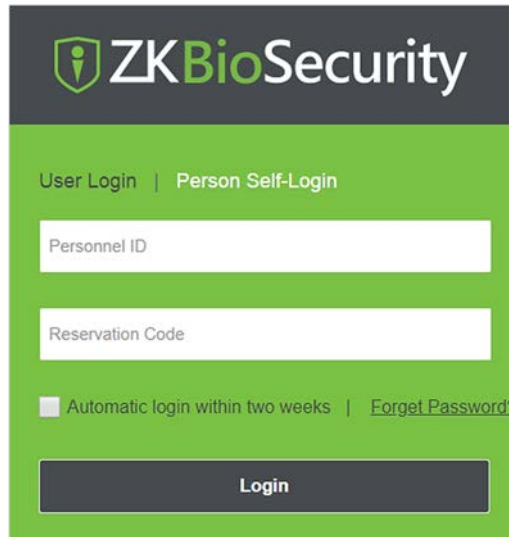 ZKBioSecurity
User Login | Person Self-Login
Personnel ID
Reservation Code
Automatic login within two weeks | Forget Password?
Login